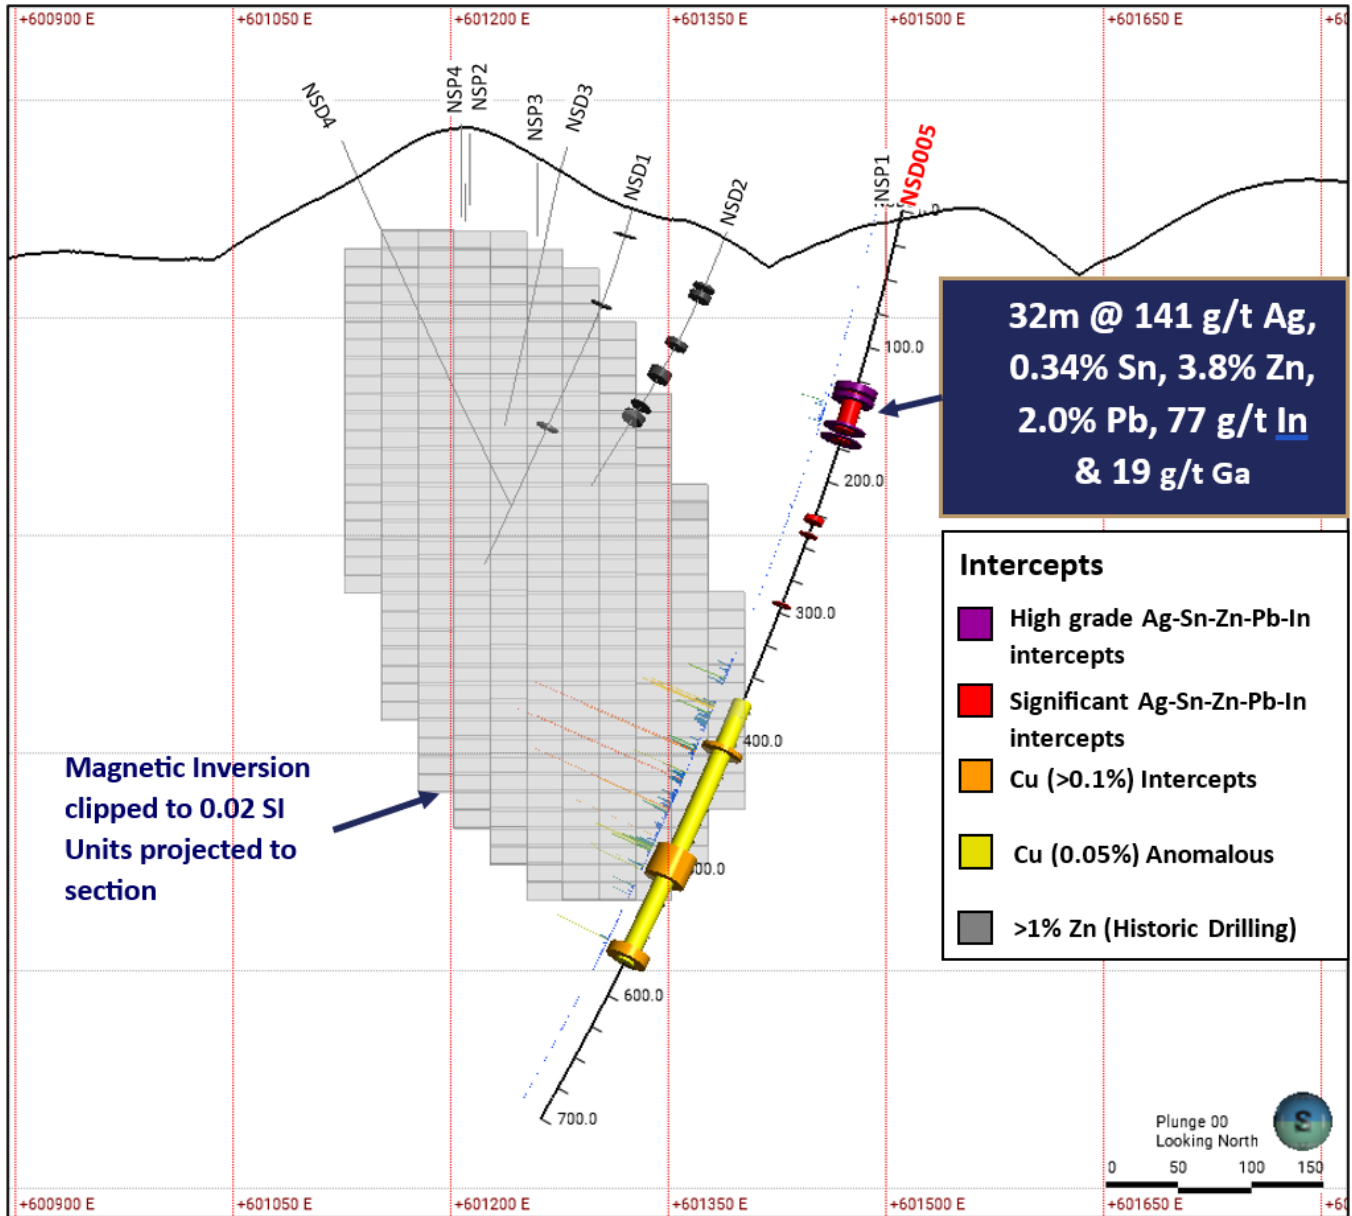 +600900 E
+601050 E
+601200 E
+601350 E
+601500 E
+601650 E
NSD4
NSP4
NSP2
NSP3
NSD3
NSD1
NSD2
NSP1
NSD005
100.0
200.0
300.0
400.0
600.0
700.0
32m @ 141 g/t Ag,
0.34% Sn, 3.8% Zn,
2.0% Pb, 77 g/t In
& 19 g/t Ga
Intercepts
High grade Ag-Sn-Zn-Pb-In
intercepts
Significant Ag-Sn-Zn-Pb-In
intercepts
Cu (>0.1%) Intercepts
Cu (0.05%) Anomalous
>1% Zn (Historic Drilling)
Magnetic Inversion
clipped to 0.02 SI
Units projected to
section
Plunge 00
Looking North
S
0 50 100 150
+600900 E
+601050 E
+601200 E
+601350 E
+601500 E
+601650 E